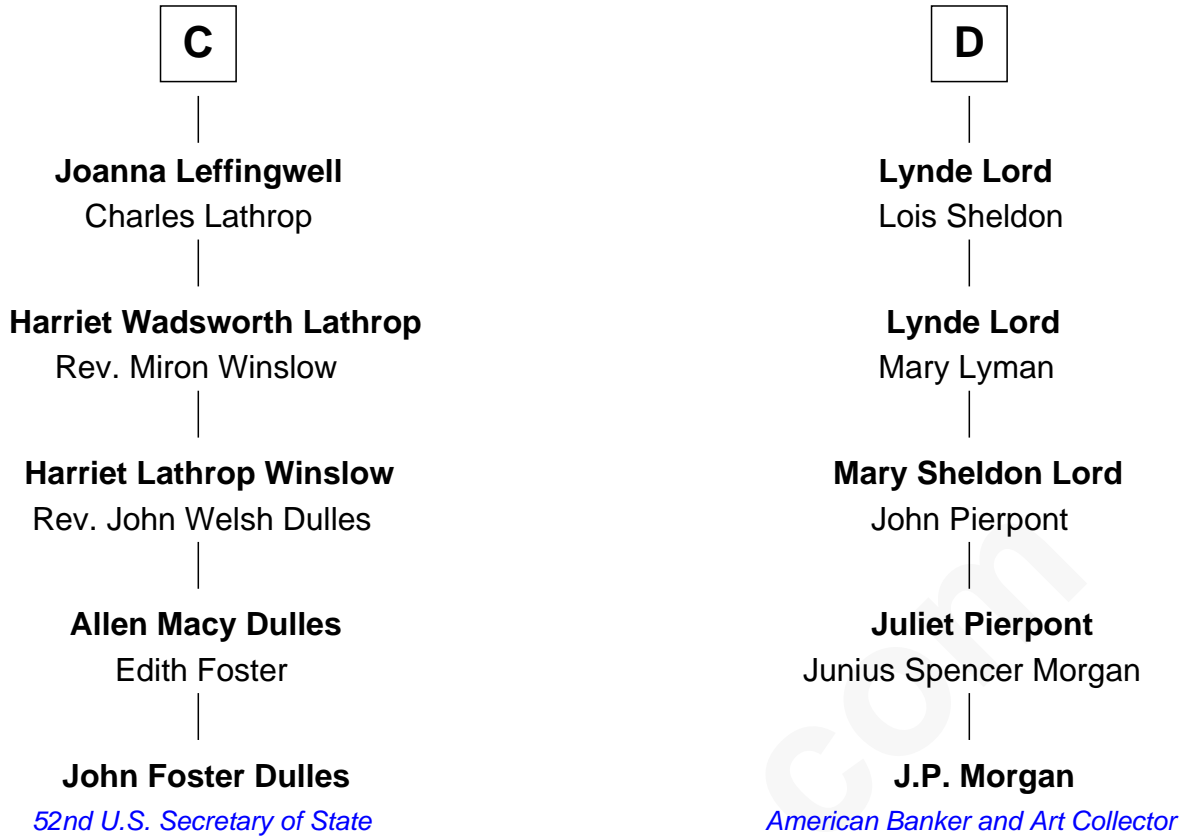 C
Joanna Leffingwell
Charles Lathrop
Harriet Wadsworth Lathrop
Rev. Miron Winslow
Harriet Lathrop Winslow
Rev. John Welsh Dulles
Allen Macy Dulles
Edith Foster
John Foster Dulles
52nd U.S. Secretary of State
D
Lynde Lord
Lois Sheldon
Lynde Lord
Mary Lyman
Mary Sheldon Lord
John Pierpont
Juliet Pierpont
Junius Spencer Morgan
J.P. Morgan
American Banker and Art Collector
com